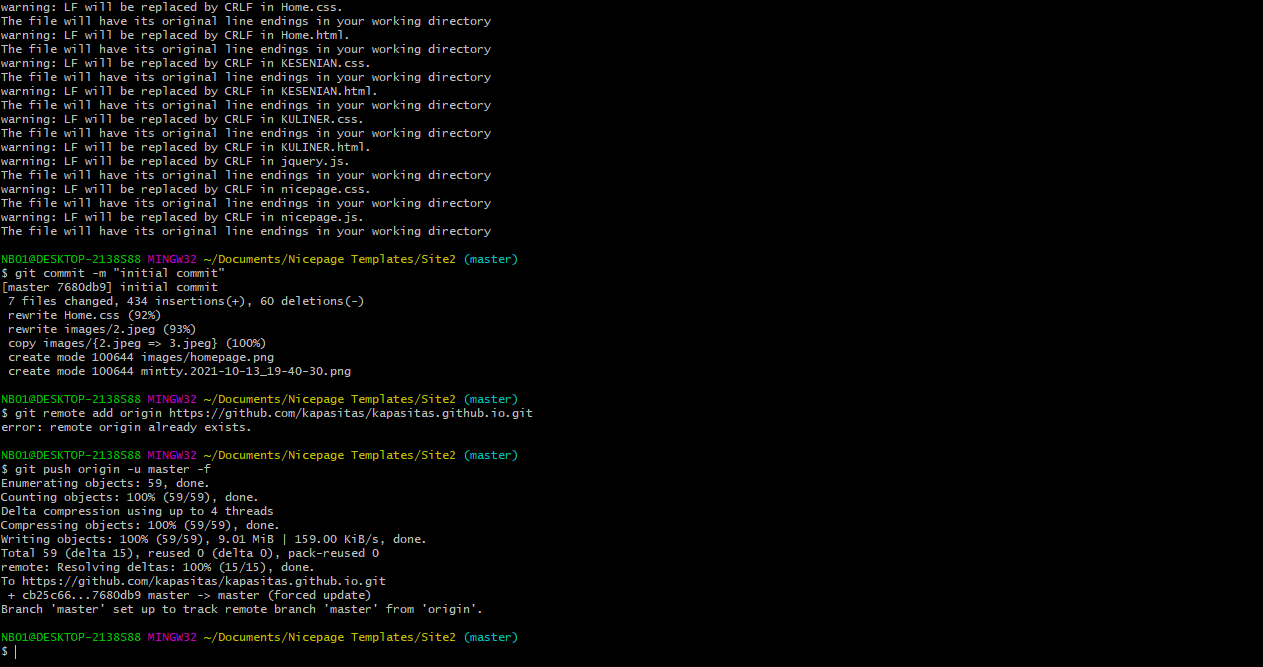 warning: LF will be replaced by CRLF in Home.css.
The file will have its original line endings in your working directory
warning: LF will be replaced by CRLF in Home.html.
The file will have its original line endings in your working directory
warning: LF will be replaced by CRLF in KESENIAN.css.
The file will have its original line endings in your working directory
warning: LF will be replaced by CRLF in KESENIAN.html.
The file will have its original line endings in your working directory
warning: LF will be replaced by CRLF in KULINER.css.
The file will have its original line endings in your working directory
warning: LF will be replaced by CRLF in KULINER.html.
warning: LF will be replaced by CRLF in jquery.js.
The file will have its original line endings in your working directory
warning: LF will be replaced by CRLF in nicepage.css.
The file will have its original line endings in your working directory
warning: LF will be replaced by CRLF in nicepage.js.
The file will have its original line endings in your working directory
NB01@DESKTOP-2138S88 MINGW32 ~/Documents/Nicepage Templates/Site2 (master)
$ git commit -m "initial commit"
[master 7680db9] initial commit
 7 files changed, 434 insertions(+), 60 deletions(-)
 rewrite Home.css (92%)
 rewrite images/2.jpeg (93%)
 copy images/{2.jpeg => 3.jpeg} (100%)
 create mode 100644 images/homepage.png
 create mode 100644 mintty.2021-10-13_19-40-30.png
NB01@DESKTOP-2138S88 MINGW32 ~/Documents/Nicepage Templates/Site2 (master)
$ git remote add origin https://github.com/kapasitas/kapasitas.github.io.git
error: remote origin already exists.
NB01@DESKTOP-2138S88 MINGW32 ~/Documents/Nicepage Templates/Site2 (master)
$ git push origin -u master -f
Enumerating objects: 59, done.
Counting objects: 100% (59/59), done.
Delta compression using up to 4 threads
Compressing objects: 100% (59/59), done.
Writing objects: 100% (59/59), 9.01 MiB | 159.00 KiB/s, done.
Total 59 (delta 15), reused 0 (delta 0), pack-reused 0
remote: Resolving deltas: 100% (15/15), done.
To https://github.com/kapasitas/kapasitas.github.io.git
 + cb25c66...7680db9 master -> master (forced update)
Branch 'master' set up to track remote branch 'master' from 'origin'.
NB01@DESKTOP-2138S88 MINGW32 ~/Documents/Nicepage Templates/Site2 (master)
$